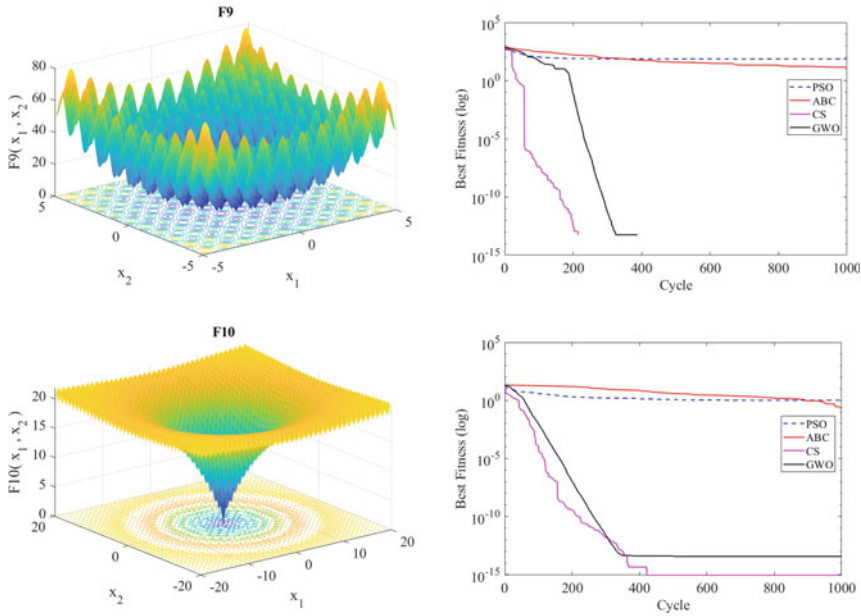 F9
F9( x1 , x2 )
80
60
40
20
0
5
0
-5
-5
0
5
x2
x1
Best Fitness (log)
10^5
10^0
10^-5
10^-10
10^-15
0
200
400
600
800
1000
Cycle
PSO
ABC
CS
GWO
F10
F10( x1 , x2 )
20
15
10
5
0
20
0
-20
-20
-10
0
10
20
x2
x1
Best Fitness (log)
10^5
10^0
10^-5
10^-10
10^-15
0
200
400
600
800
1000
Cycle
PSO
ABC
CS
GWO